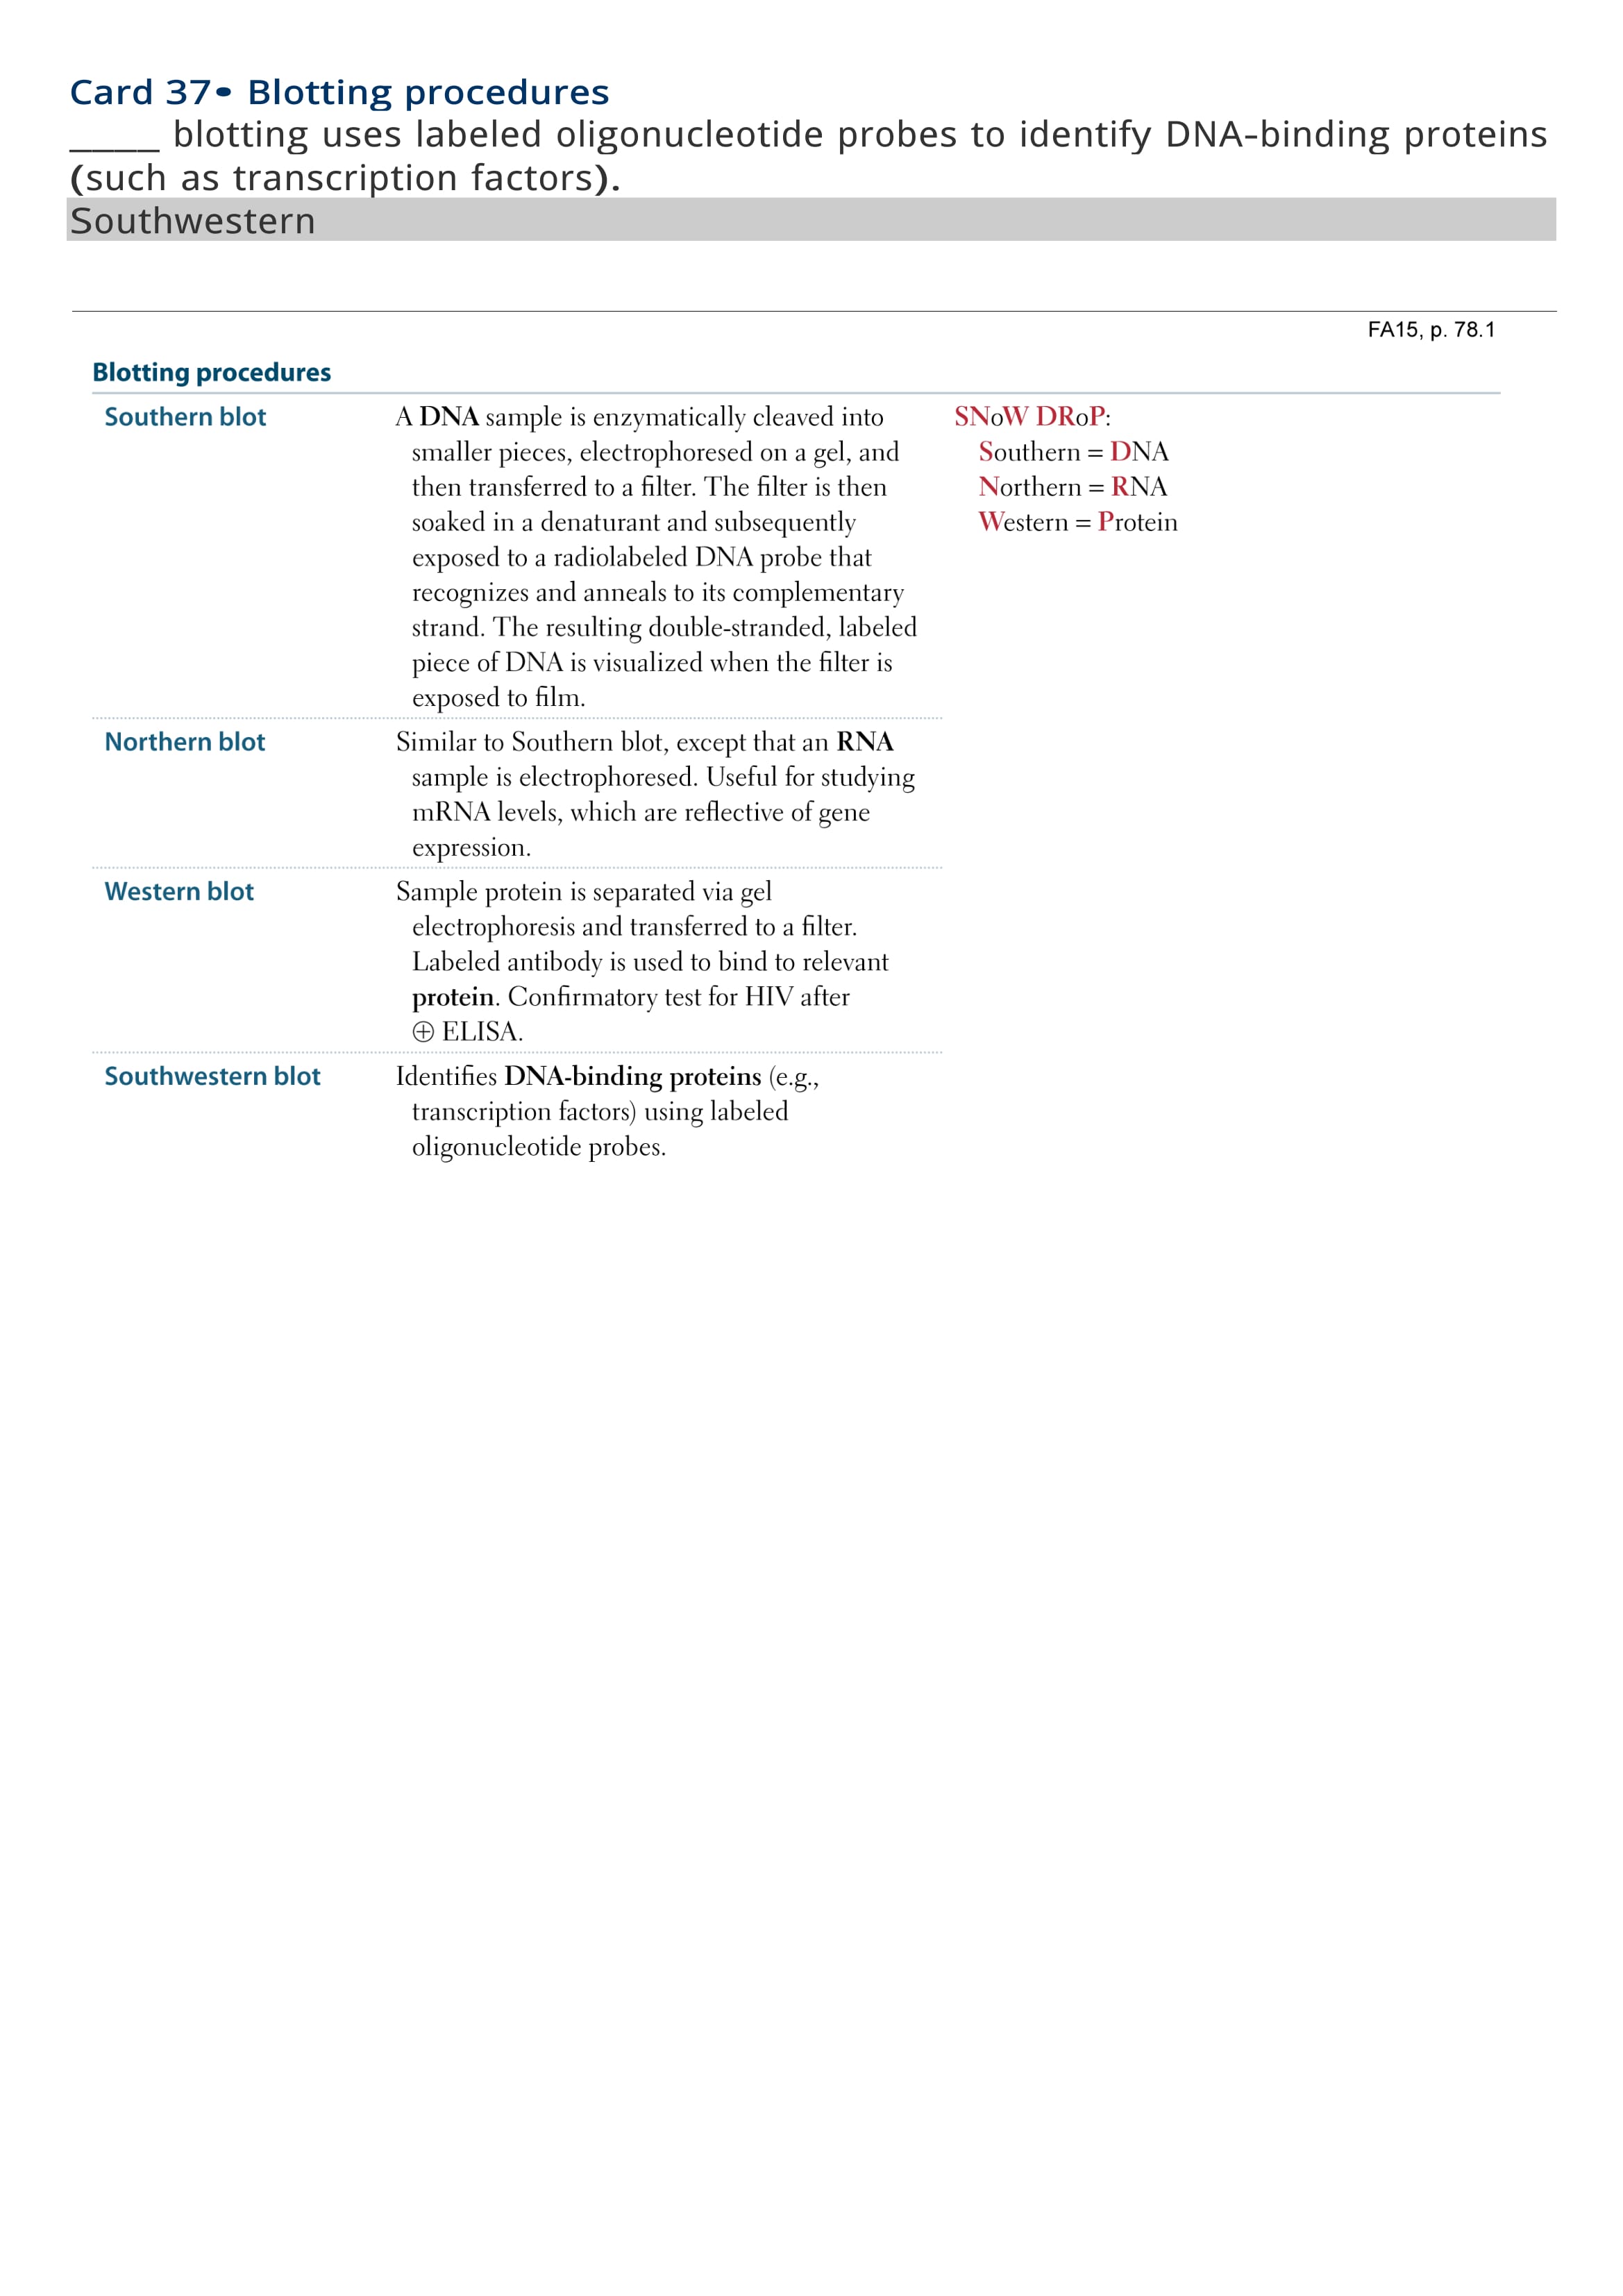 Card 37• Blotting procedures
____ blotting uses labeled oligonucleotide probes to identify DNA-binding proteins
(such as transcription factors).
Southwestern
FA15, p. 78.1
Blotting procedures
Southern blot
A DNA sample is enzymatically cleaved into
smaller pieces, electrophoresed on a gel, and
then transferred to a filter. The filter is then
soaked in a denaturant and subsequently
exposed to a radiolabeled DNA probe that
recognizes and anneals to its complementary
strand. The resulting double-stranded, labeled
piece of DNA is visualized when the filter is
exposed to film.
SNoW DRoP:
Southern = DNA
Northern = RNA
Western = Protein
Northern blot
Similar to Southern blot, except that an RNA
sample is electrophoresed. Useful for studying
mRNA levels, which are reflective of gene
expression.
Western blot
Sample protein is separated via gel
electrophoresis and transferred to a filter.
Labeled antibody is used to bind to relevant
protein. Confirmatory test for HIV after
⊕ ELISA.
Southwestern blot
Identifies DNA-binding proteins (e.g.,
transcription factors) using labeled
oligonucleotide probes.